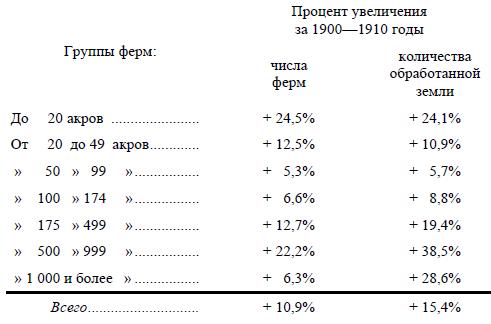 Процент увеличения
за 1900—1910 годы
Группы ферм:
числа
ферм
количества
обработанной
земли
До 20 акров ........................ + 24,5% + 24,1%
От 20 до 49 акров.............. + 12,5% + 10,9%
» 50 » 99 ».................. + 5,3% + 5,7%
» 100 » 174 ».................. + 6,6% + 8,8%
» 175 » 499 ».................. + 12,7% + 19,4%
» 500 » 999 ».................. + 22,2% + 38,5%
» 1 000 и более » .................. + 6,3% + 28,6%
Всего.............................. + 10,9% + 15,4%